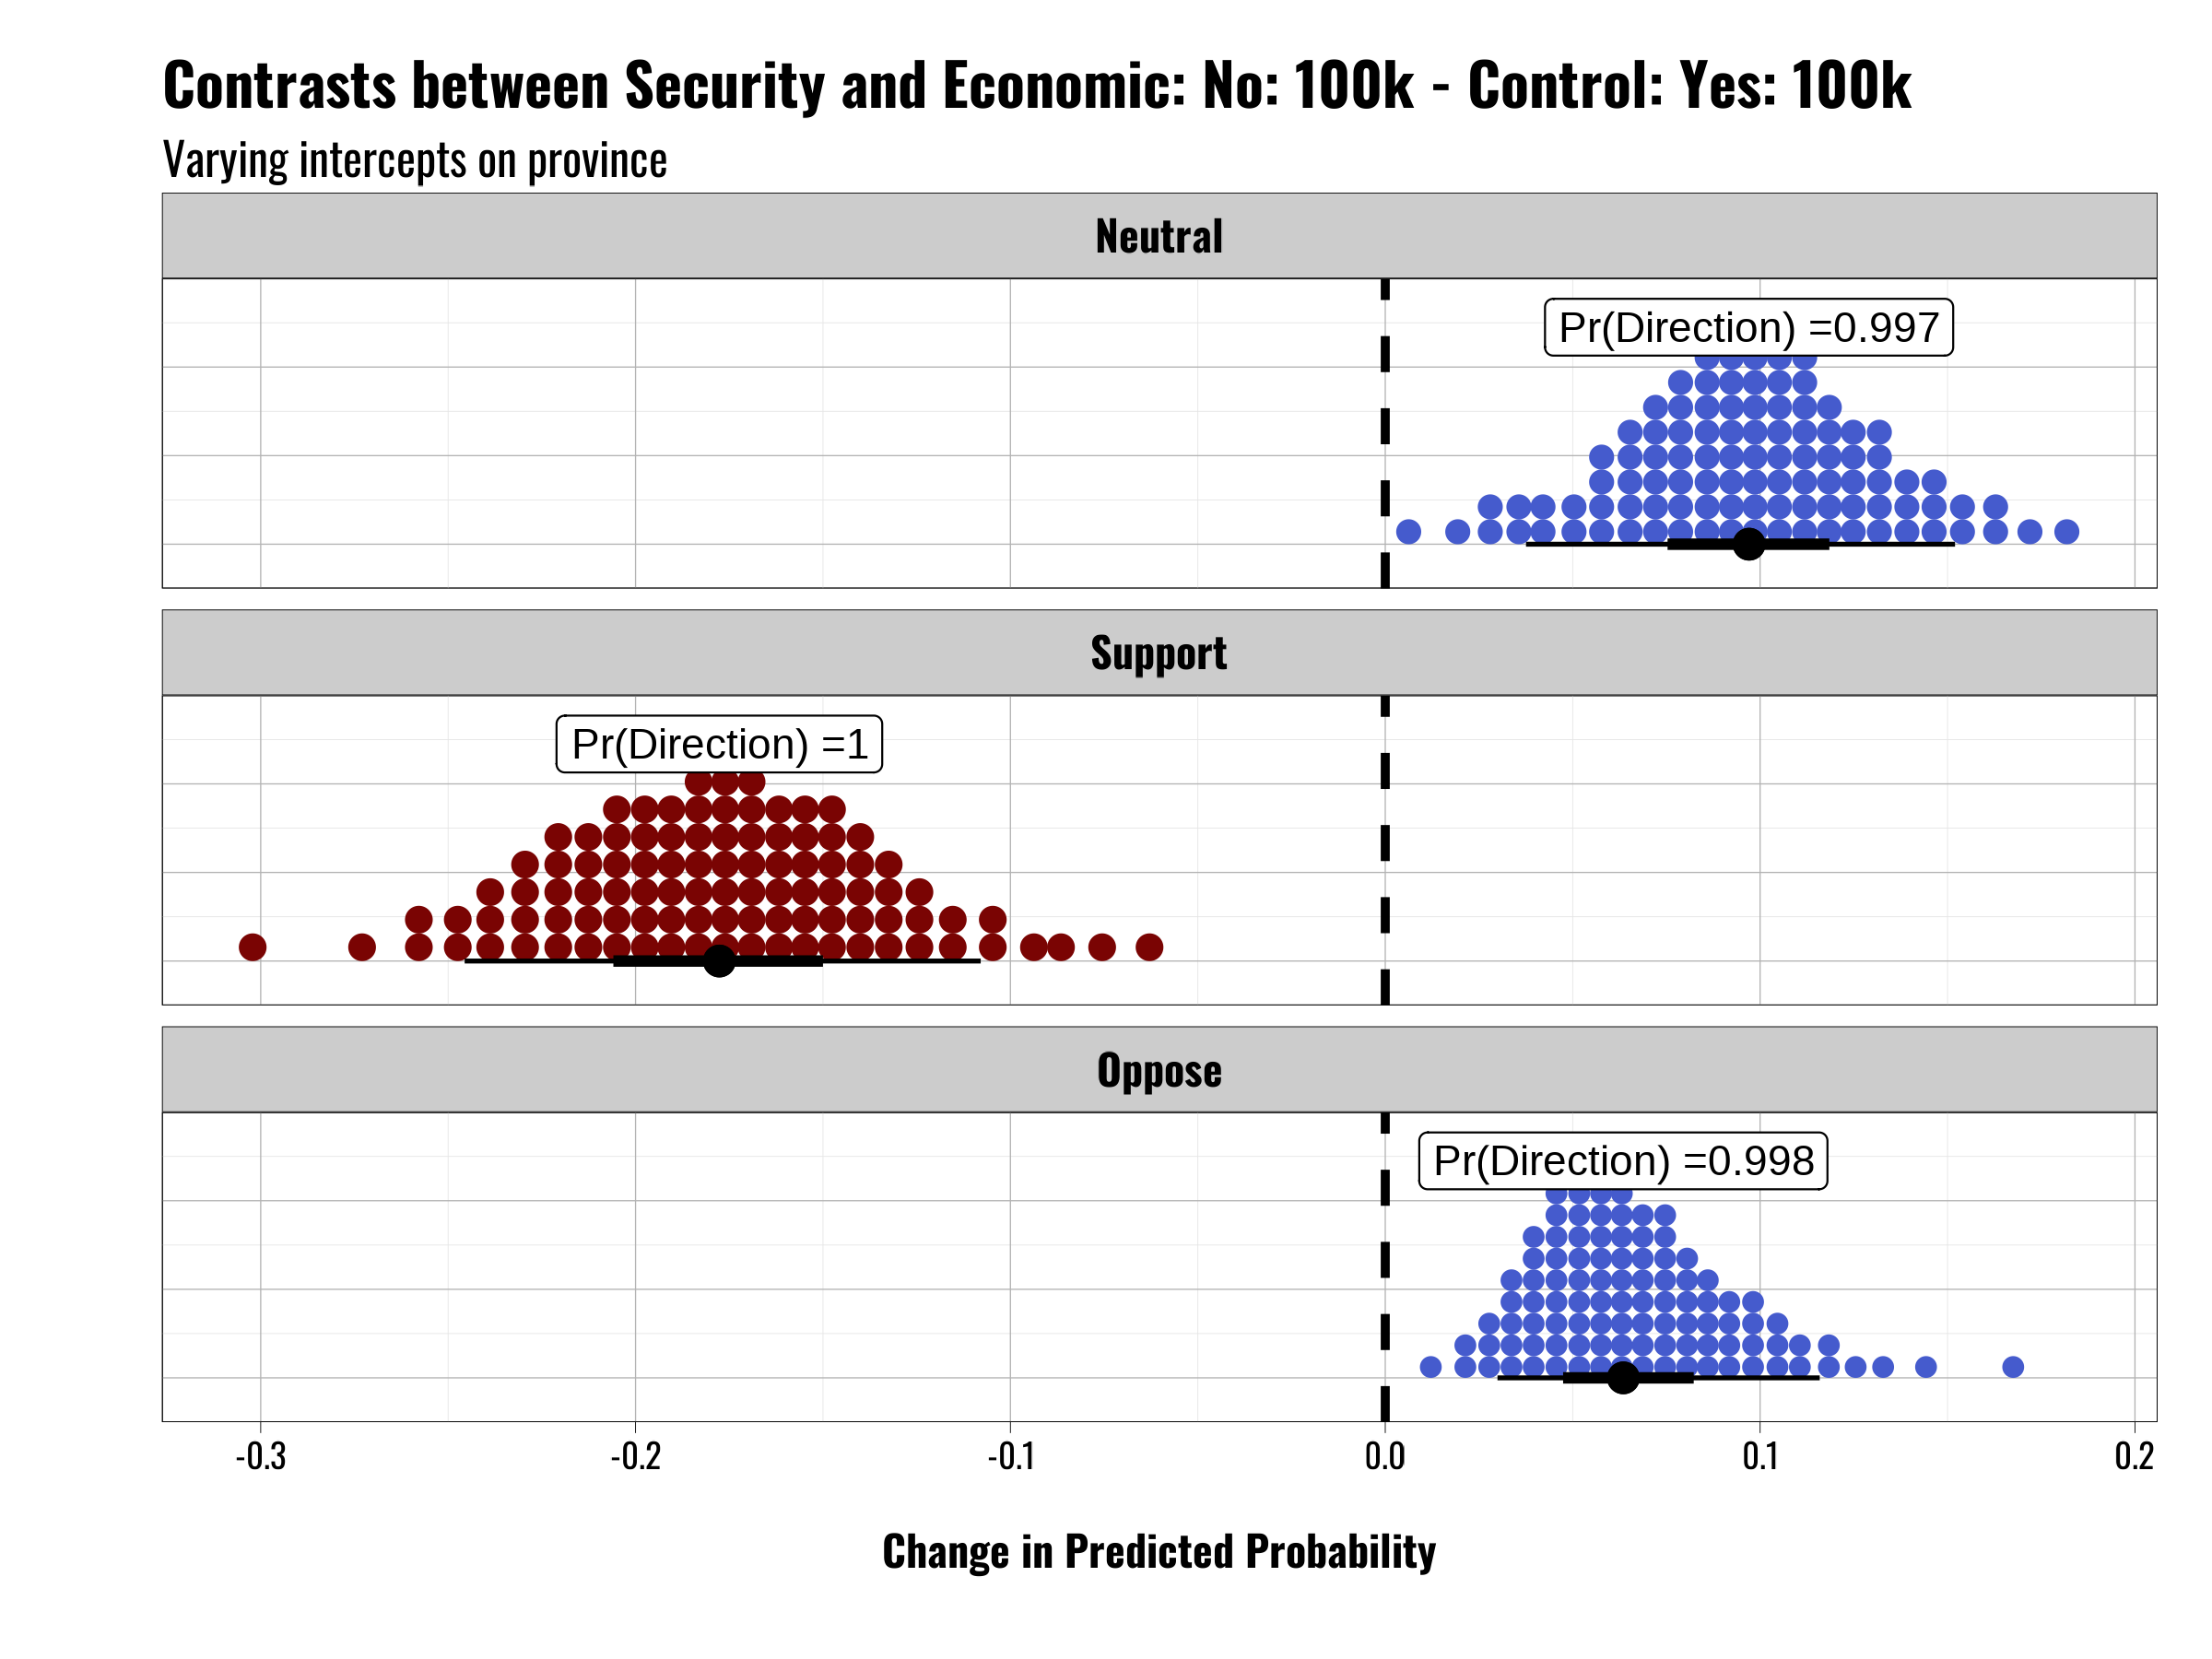 Contrasts between Security and Economic: No: 100k - Control: Yes: 100k
Varying intercepts on province
Neutral
Pr(Direction) =0.997
Support
Pr(Direction) =1
Oppose
Pr(Direction) =0.998
-0.3 -0.2 -0.1 0.0 0.1 0.2
Change in Predicted Probability